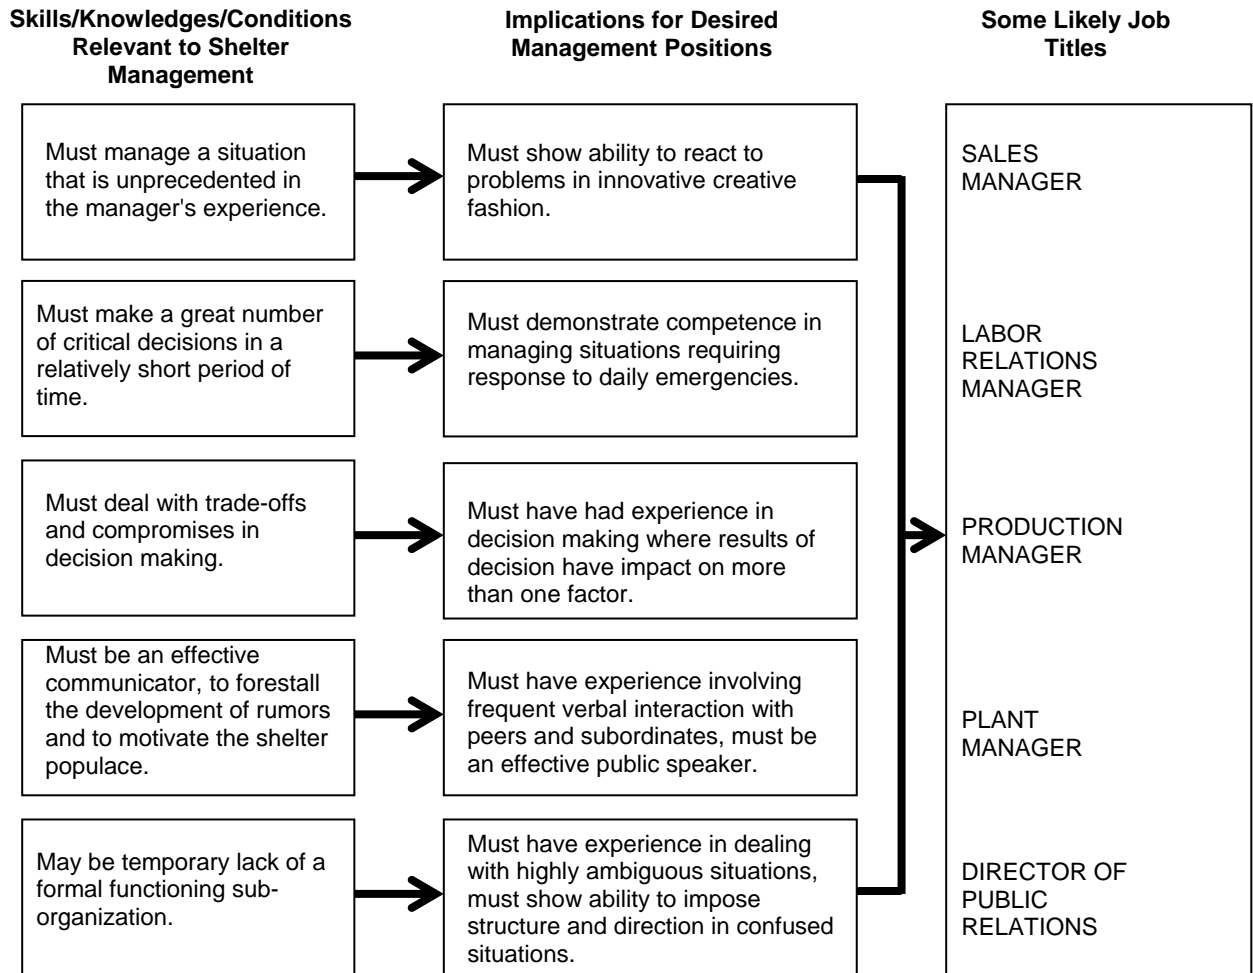 Skills/Knowledges/Conditions
Relevant to Shelter
Management
Implications for Desired
Management Positions
Some Likely Job
Titles
Must manage a situation
that is unprecedented in
the manager's experience.
Must show ability to react to
problems in innovative creative
fashion.
SALES
MANAGER
Must make a great number
of critical decisions in a
relatively short period of
time.
Must demonstrate competence in
managing situations requiring
response to daily emergencies.
LABOR
RELATIONS
MANAGER
Must deal with trade-offs
and compromises in
decision making.
Must have had experience in
decision making where results of
decision have impact on more
than one factor.
PRODUCTION
MANAGER
Must be an effective
communicator, to forestall
the development of rumors
and to motivate the shelter
populace.
Must have experience involving
frequent verbal interaction with
peers and subordinates, must be
an effective public speaker.
PLANT
MANAGER
May be temporary lack of a
formal functioning sub-
organization.
Must have experience in dealing
with highly ambiguous situations,
must show ability to impose
structure and direction in confused
situations.
DIRECTOR OF
PUBLIC
RELATIONS